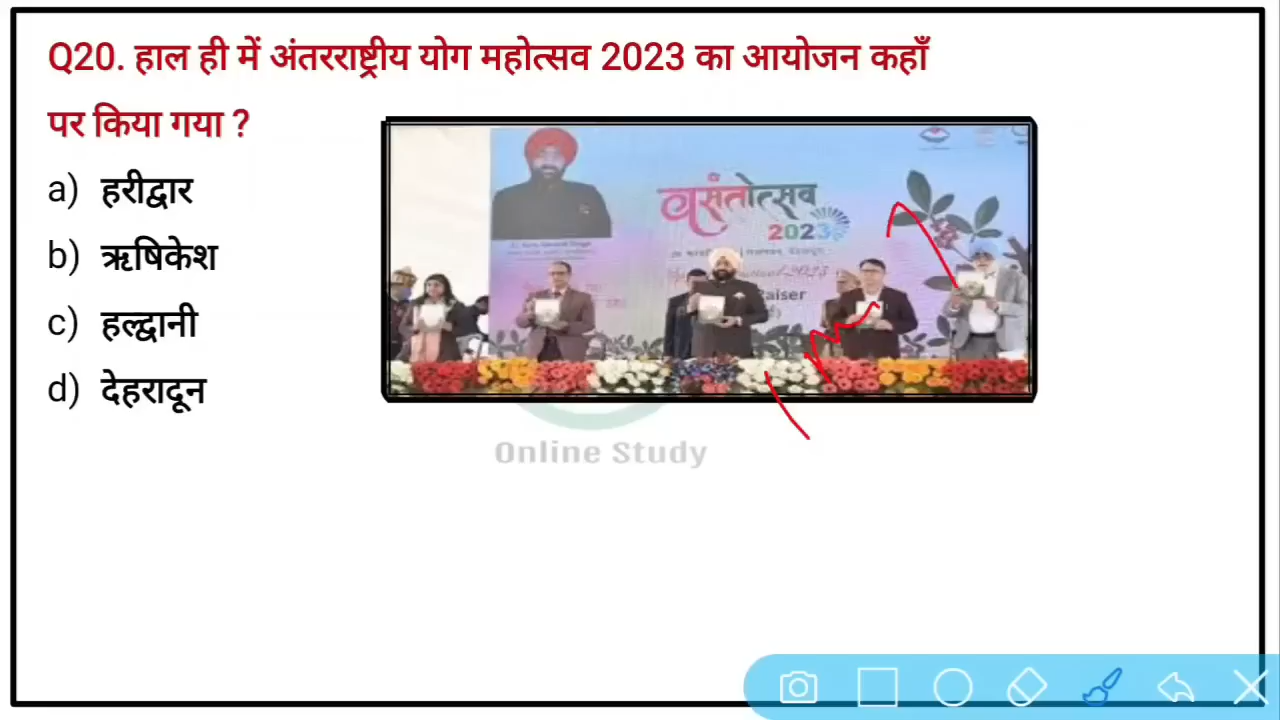 Q20. हाल ही में अंतरराष्ट्रीय योग महोत्सव 2023 का आयोजन कहाँ
पर किया गया ?
a) हरीद्वार
b) ऋषिकेश
c) हल्द्वानी
d) देहरादून
वसंतोत्सव
2023
Online Study